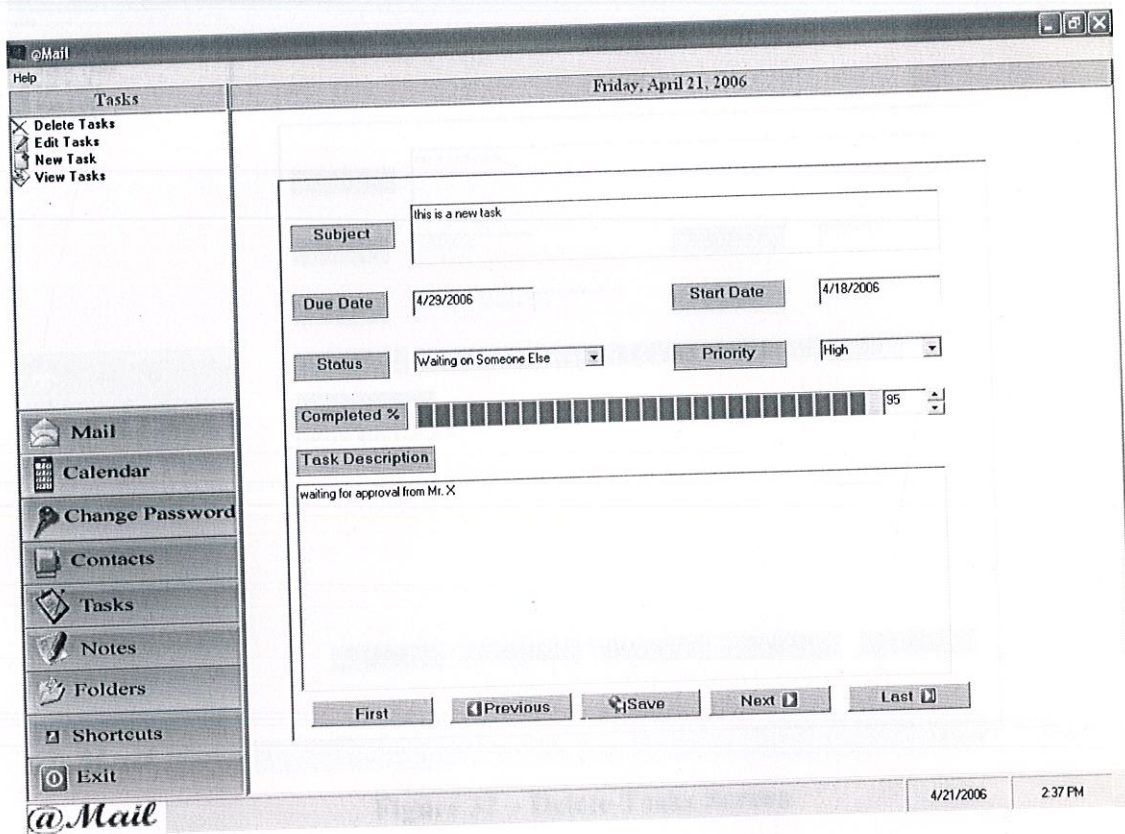 @Mail
Help
Tasks
Friday, April 21, 2006
Delete Tasks
Edit Tasks
New Task
View Tasks
Subject
this is a new task
Due Date
4/29/2006
Start Date
4/18/2006
Status
Waiting on Someone Else
Priority
High
Completed %
95
Task Description
waiting for approval from Mr. X
First
Previous
Save
Next
Last
Mail
Calendar
Change Password
Contacts
Tasks
Notes
Folders
Shortcuts
Exit
@Mail
4/21/2006
2:37 PM